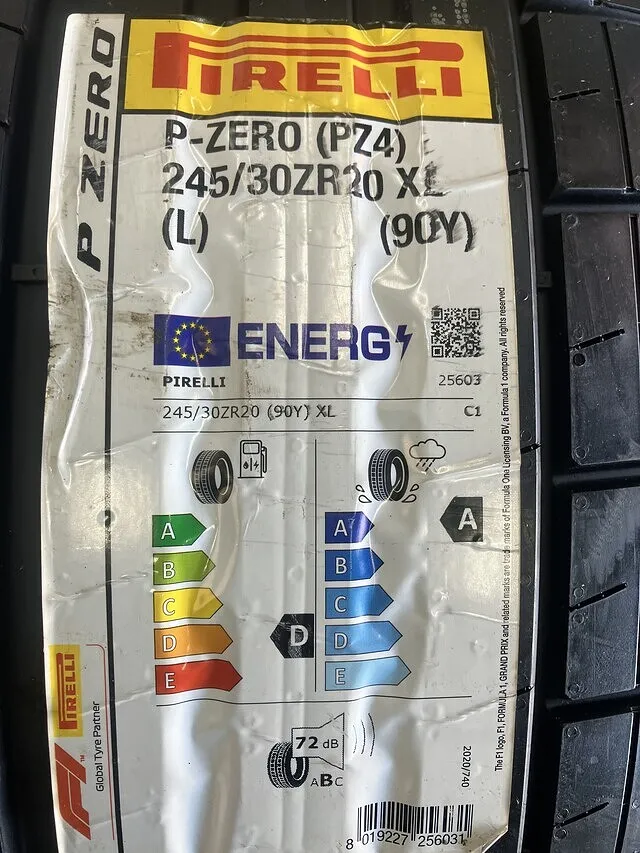 P ZERO
PIRELLI
P-ZERO (PZ4)
245/30ZR20 XL
(L) (90Y)
ENERG
PIRELLI 25603
245/30ZR20 (90Y) XL C1
A
B
C
D
E
D
A
B
C
D
E
A
72 dB
ABC
2020/740
8 019227 256031
PIRELLI
F1™
Global Tyre Partner
The F1 logo, F1, FORMULA 1, GRAND PRIX and related marks are trade marks of Formula One Licensing BV, a Formula 1 company. All rights reserved